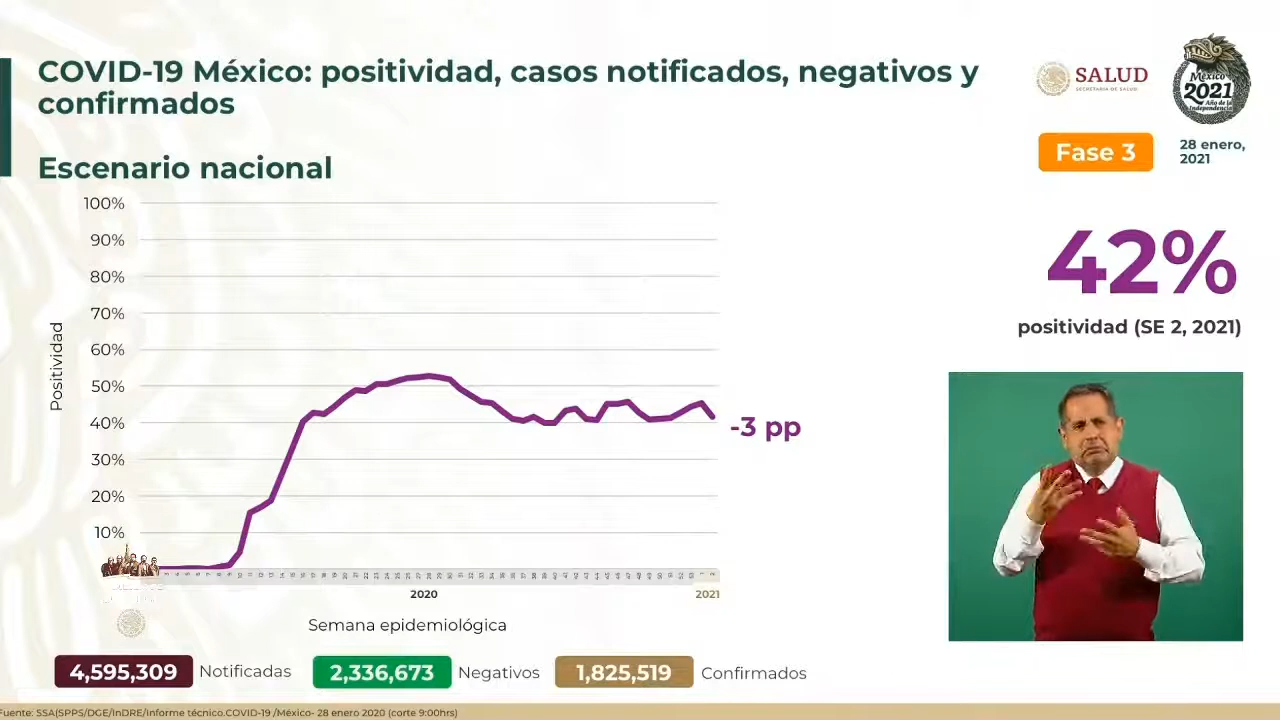 COVID-19 México: positividad, casos notificados, negativos y
confirmados
Escenario nacional
SALUD
SECRETARÍA DE SALUD
México
2021
Año de la
Independencia
Fase 3
28 enero,
2021
100%
90%
80%
70%
60%
50%
40%
30%
20%
10%
Positividad
-3 pp
42%
positividad (SE 2, 2021)
2020
2021
Semana epidemiológica
4,595,309 Notificadas
2,336,673 Negativos
1,825,519 Confirmados
Fuente: SSA(SPPS/DGE/InDRE/Informe técnico.COVID-19 /México- 28 enero 2020 (corte 9:00hrs)